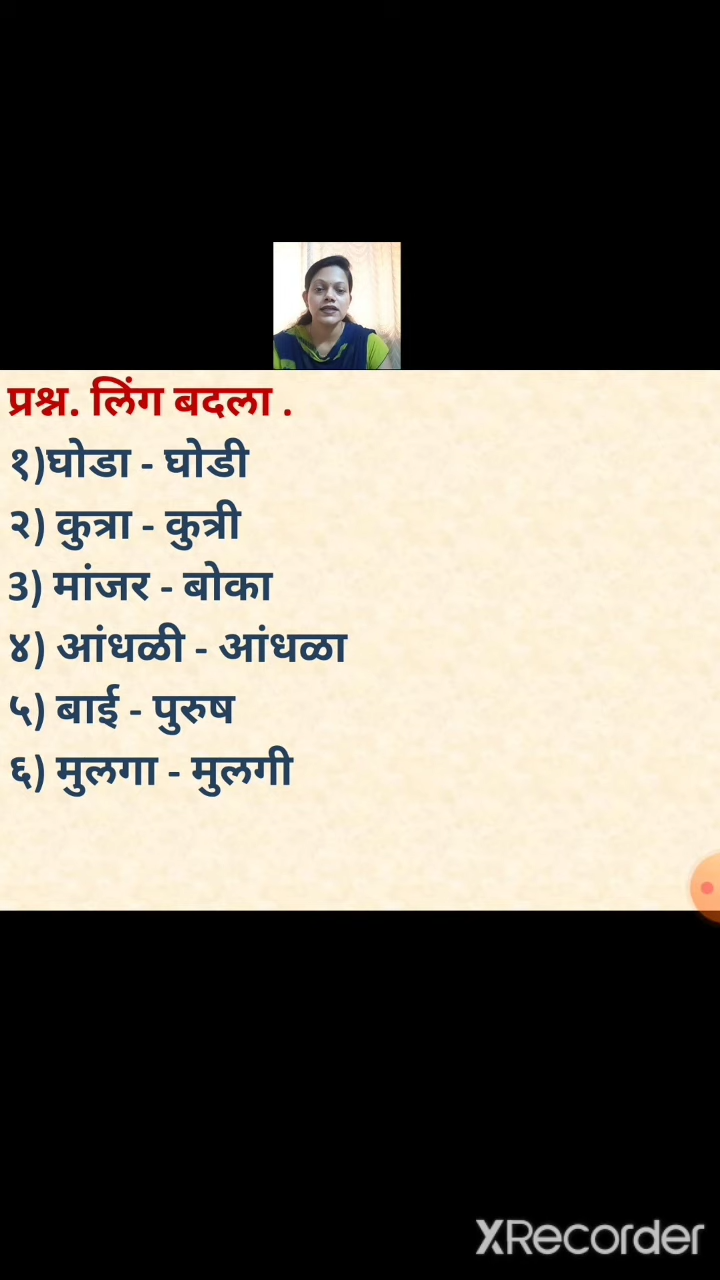 प्रश्न. लिंग बदला .
१)घोडा - घोडी
२) कुत्रा - कुत्री
3) मांजर - बोका
४) आंधळी - आंधळा
५) बाई - पुरुष
६) मुलगा - मुलगी
XRecorder